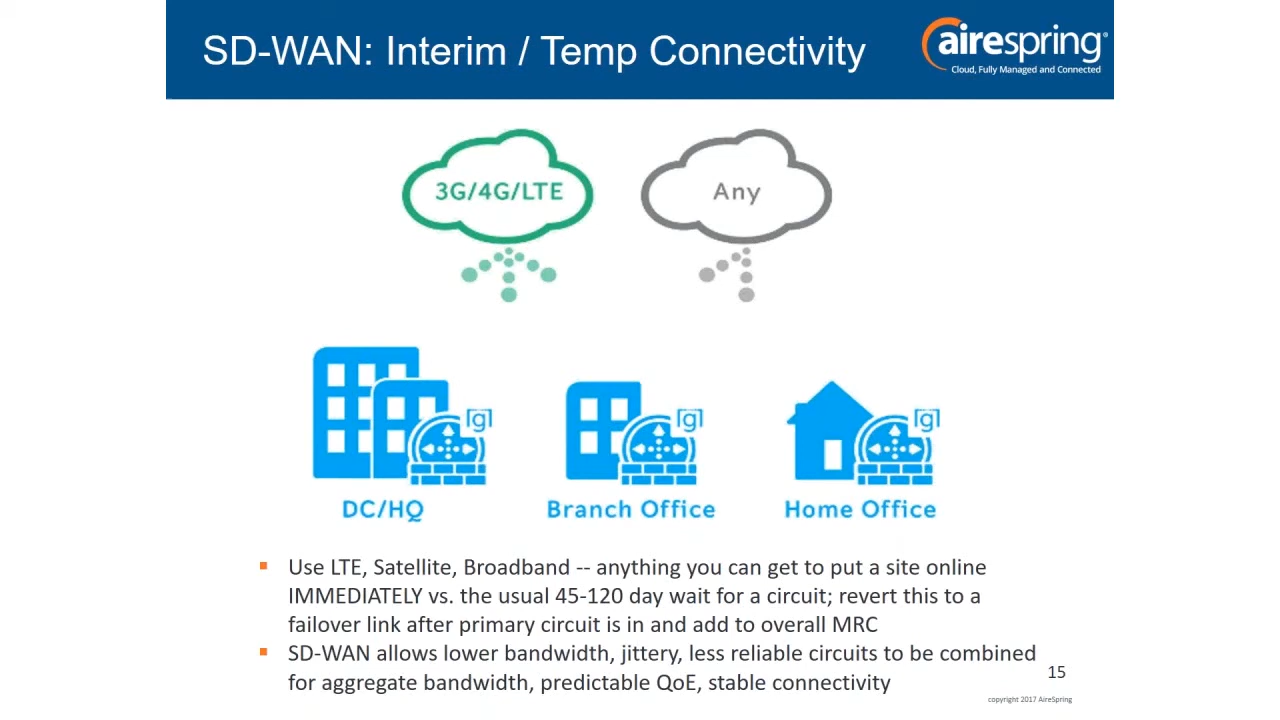 SD-WAN: Interim / Temp Connectivity
airespring®
Cloud, Fully Managed and Connected
3G/4G/LTE
Any
[g]
[g]
[g]
DC/HQ
Branch Office
Home Office
Use LTE, Satellite, Broadband -- anything you can get to put a site online
IMMEDIATELY vs. the usual 45-120 day wait for a circuit; revert this to a
failover link after primary circuit is in and add to overall MRC
SD-WAN allows lower bandwidth, jittery, less reliable circuits to be combined
for aggregate bandwidth, predictable QoE, stable connectivity
15
copyright 2017 AireSpring